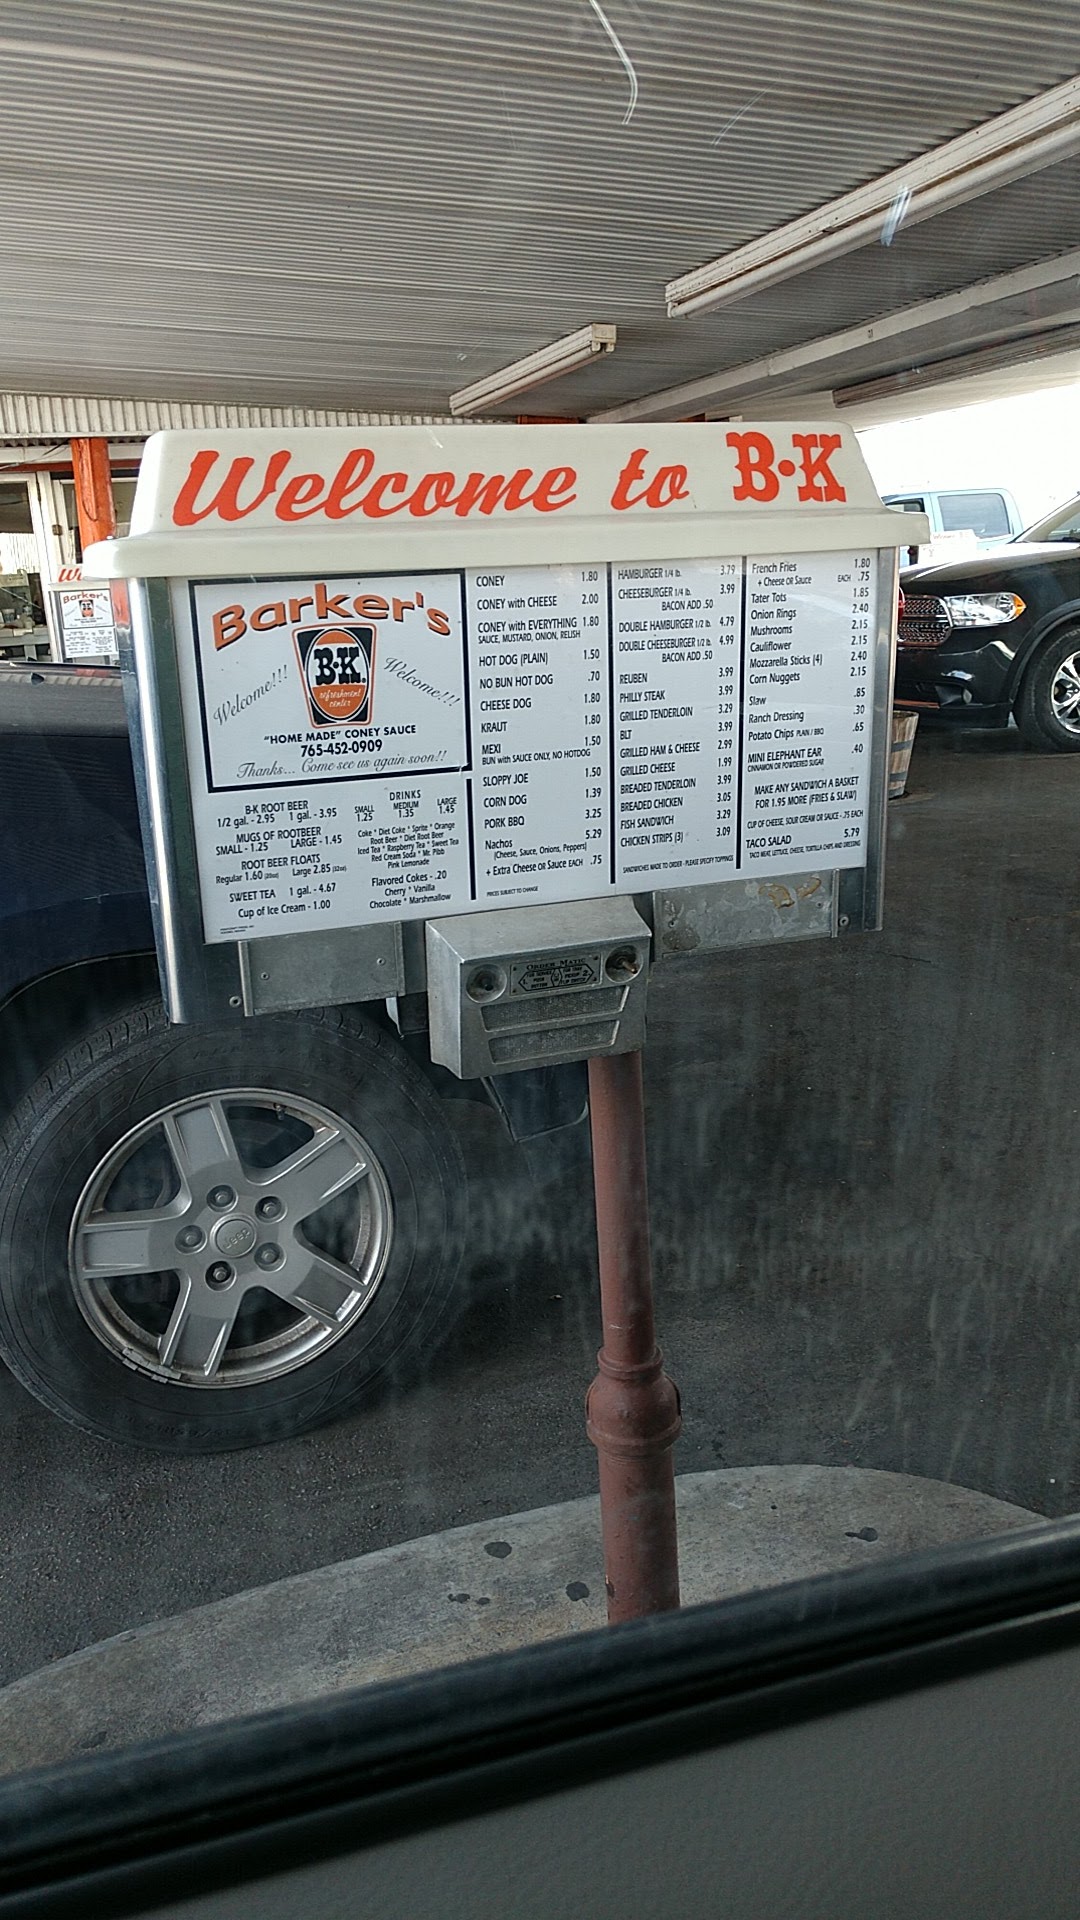 Welcome to B·K
Barker's
Welcome!!!
B·K.
refreshment
center
Welcome!!!
"HOME MADE" CONEY SAUCE
765-452-0909
Thanks... Come see us again soon!!
B-K ROOT BEER
1/2 gal. - 2.95 1 gal. - 3.95
MUGS OF ROOTBEER
SMALL - 1.25 LARGE - 1.45
ROOT BEER FLOATS
Regular 1.60 (20oz) Large 2.85 (32oz)
SWEET TEA 1 gal. - 4.67
Cup of Ice Cream - 1.00
DRINKS
SMALL MEDIUM LARGE
1.25 1.35 1.45
Coke * Diet Coke * Sprite * Orange
Root Beer * Diet Root Beer
Iced Tea * Raspberry Tea * Sweet Tea
Red Cream Soda * Mr. Pibb
Pink Lemonade
Flavored Cokes - .20
Cherry * Vanilla
Chocolate * Marshmallow
CONEY 1.80
CONEY with CHEESE 2.00
CONEY with EVERYTHING 1.80
SAUCE, MUSTARD, ONION, RELISH
HOT DOG (PLAIN) 1.50
NO BUN HOT DOG .70
CHEESE DOG 1.80
KRAUT 1.80
MEXI 1.50
BUN with SAUCE ONLY, NO HOTDOG
SLOPPY JOE 1.50
CORN DOG 1.39
PORK BBQ 3.25
Nachos 5.29
(Cheese, Sauce, Onions, Peppers)
+ Extra Cheese OR Sauce EACH .75
PRICES SUBJECT TO CHANGE
HAMBURGER 1/4 lb. 3.79
CHEESEBURGER 1/4 lb. 3.99
BACON ADD .50
DOUBLE HAMBURGER 1/2 lb. 4.79
DOUBLE CHEESEBURGER 1/2 lb. 4.99
BACON ADD .50
REUBEN 3.99
PHILLY STEAK 3.99
GRILLED TENDERLOIN 3.29
BLT 3.29
GRILLED HAM & CHEESE 2.99
GRILLED CHEESE 1.99
BREADED TENDERLOIN 3.99
BREADED CHICKEN 3.05
FISH SANDWICH 3.29
CHICKEN STRIPS (3) 3.09
SANDWICHES MADE TO ORDER - PLEASE SPECIFY TOPPINGS
French Fries 1.80
+ Cheese OR Sauce EACH .75
Tater Tots 1.85
Onion Rings 2.40
Mushrooms 2.15
Cauliflower 2.15
Mozzarella Sticks (4) 2.40
Corn Nuggets 2.15
Slaw .85
Ranch Dressing .30
Potato Chips PLAIN / BBQ .65
MINI ELEPHANT EAR .40
CINNAMON OR POWDERED SUGAR
MAKE ANY SANDWICH A BASKET
FOR 1.95 MORE (FRIES & SLAW)
CUP OF CHEESE, SOUR CREAM OR SAUCE - .75 EACH
TACO SALAD 5.79
TACO MEAT, LETTUCE, CHEESE, TORTILLA CHIPS AND DRESSING
ORDER MATIC
Jeep
Barker's